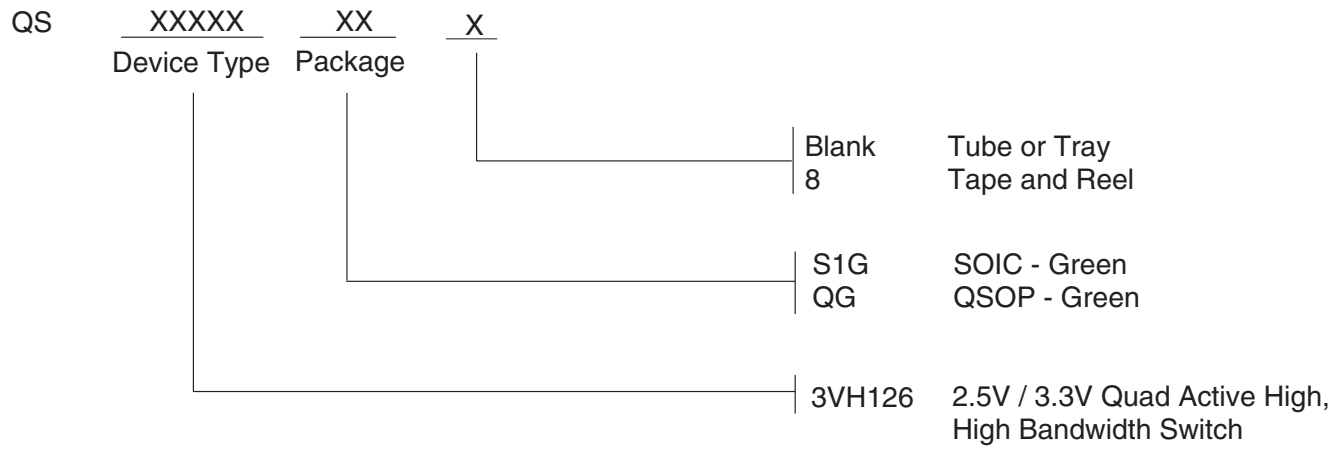 QS XXXXX XX X
Device Type Package
Blank Tube or Tray
8 Tape and Reel
S1G SOIC - Green
QG QSOP - Green
3VH126 2.5V / 3.3V Quad Active High,
High Bandwidth Switch